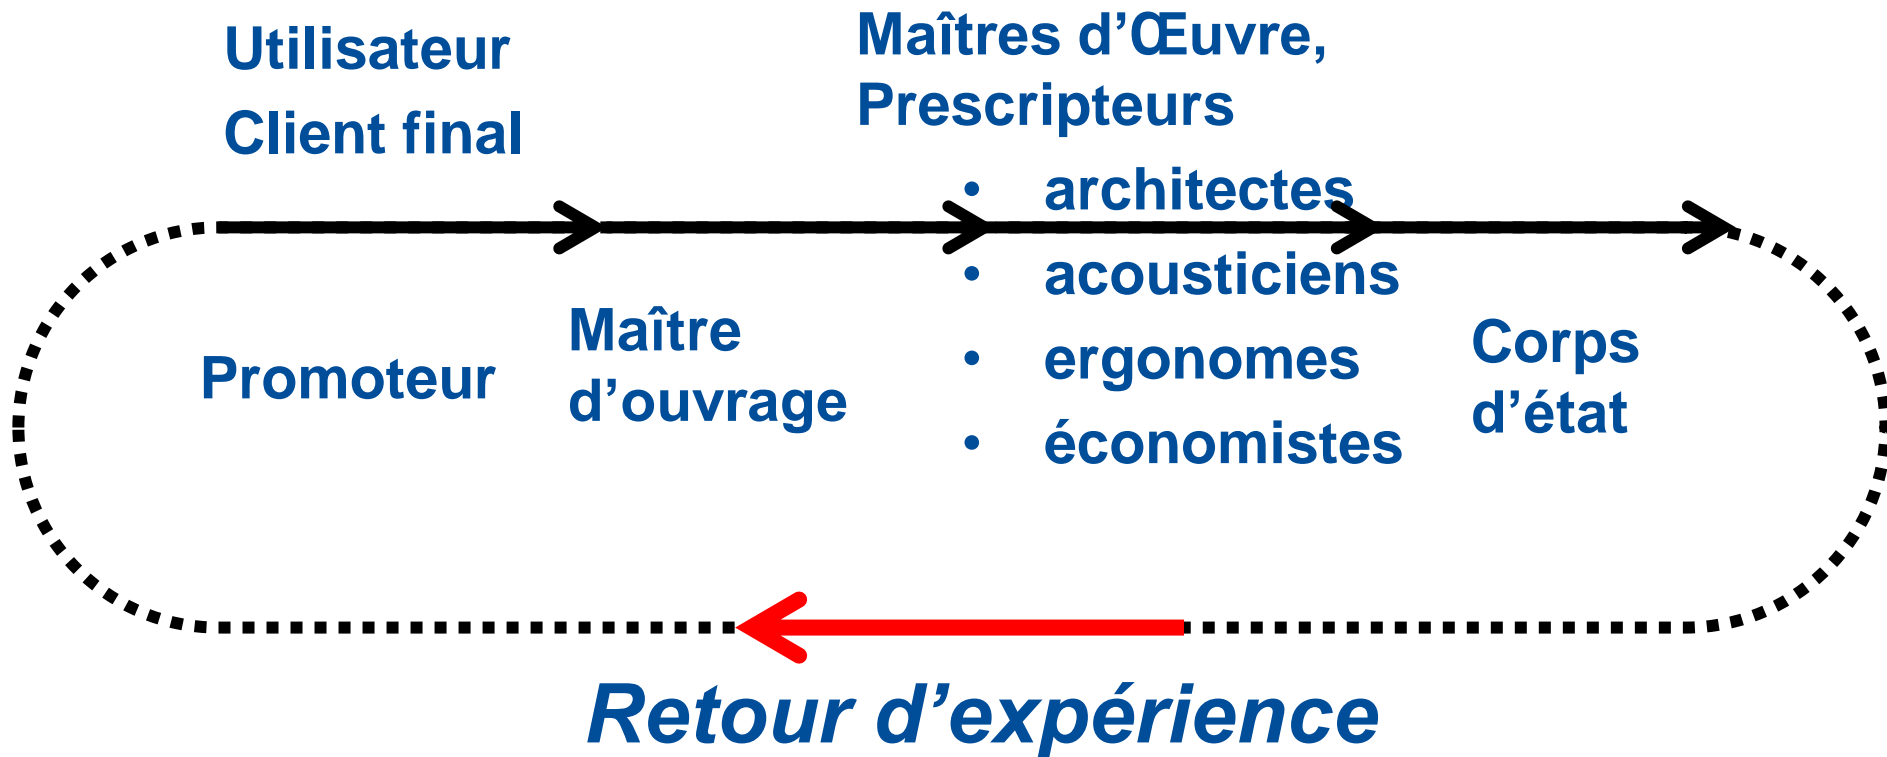 Utilisateur
Client final
Maîtres d’Œuvre,
Prescripteurs
• architectes
• acousticiens
• ergonomes
• économistes
Promoteur
Maître
d’ouvrage
Corps
d’état
Retour d’expérience